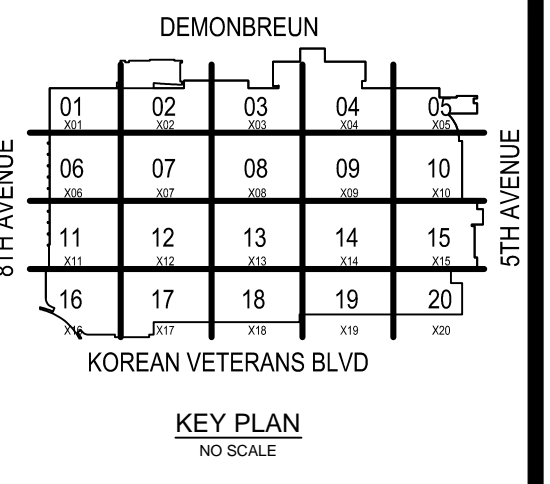 DEMONBREUN
01 02 03 04 05
X01 X02 X03 X04 X05
06 07 08 09 10
X06 X07 X08 X09 X10
11 12 13 14 15
X11 X12 X13 X14 X15
16 17 18 19 20
X16 X17 X18 X19 X20
8TH AVENUE
5TH AVENUE
KOREAN VETERANS BLVD
KEY PLAN
NO SCALE